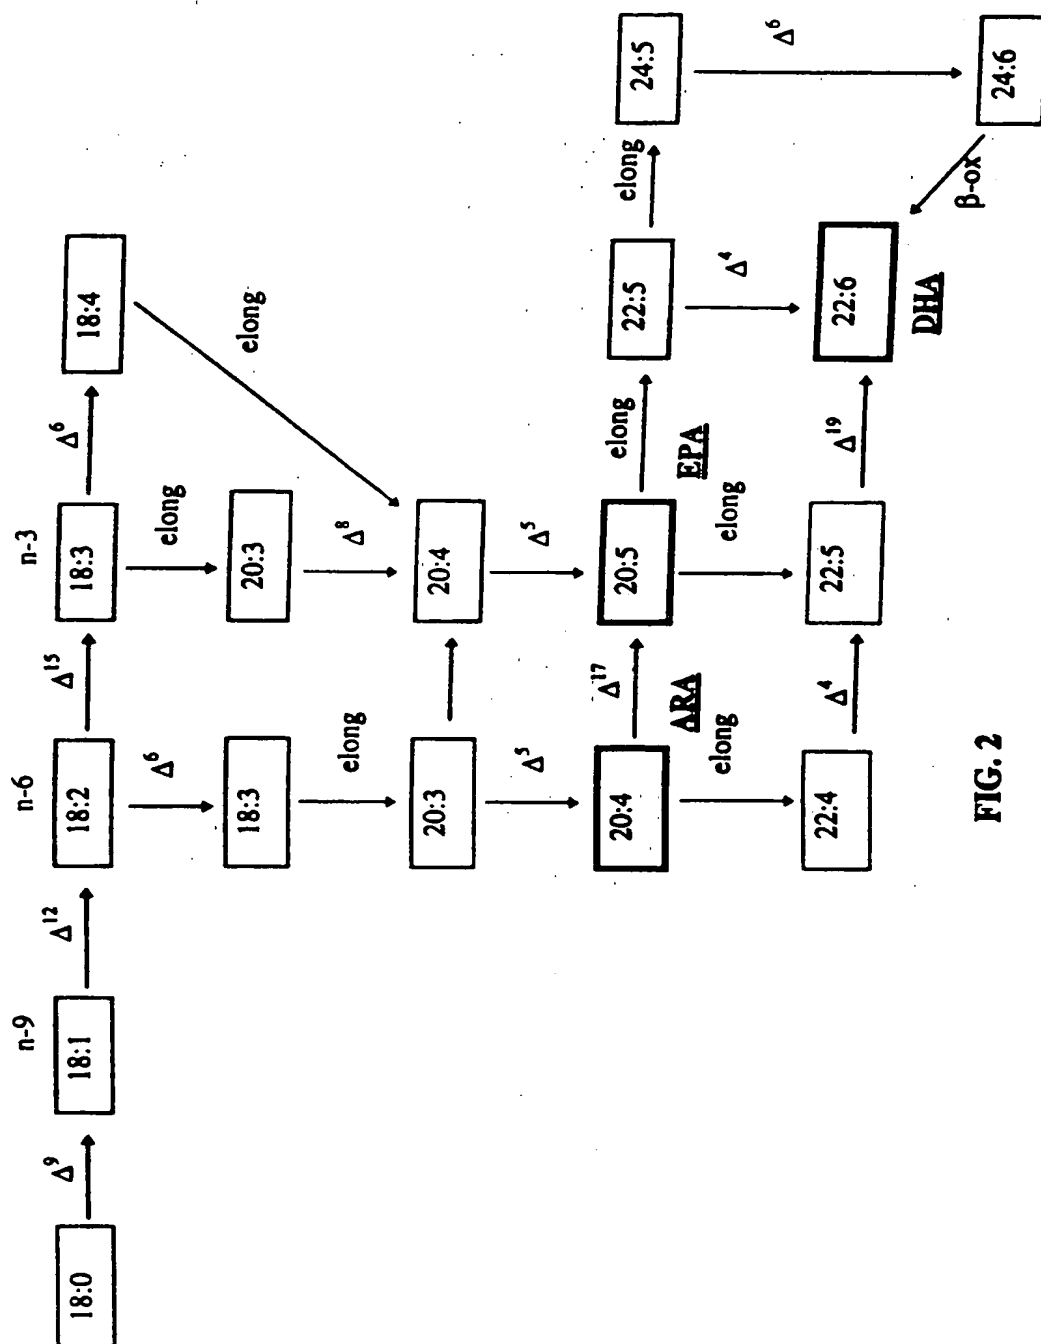 n-9
n-6
n-3
18:0
Δ⁹
18:1
Δ¹²
18:2
Δ¹⁵
18:3
Δ⁶
18:4
Δ⁶
elong
elong
18:3
20:3
elong
Δ⁸
20:3
20:4
Δ⁵
Δ⁵
20:4
Δ¹⁷
20:5
elong
22:5
elong
24:5
ARA
EPA
elong
elong
Δ⁴
Δ⁶
22:4
Δ⁴
22:5
Δ¹⁹
22:6
β-ox
24:6
DHA
FIG. 2